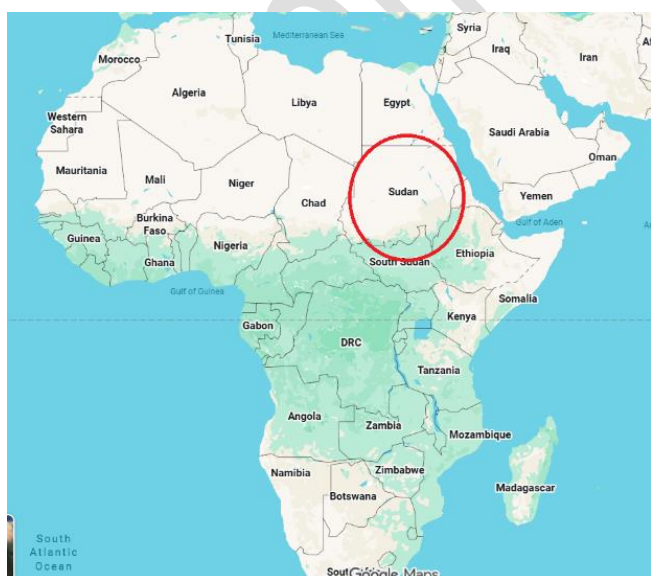 Tunisia
Mediterranean Sea
Syria
Iraq
Iran
Morocco
Algeria
Libya
Egypt
Western
Sahara
Saudi Arabia
Oman
Mauritania
Mali
Niger
Chad
Sudan
Yemen
Gulf of Aden
Burkina
Faso
Guinea
Ghana
Nigeria
South Sudan
Ethiopia
Gulf of Guinea
Somalia
Gabon
Kenya
DRC
Tanzania
Angola
Zambia
Mozambique
Zimbabwe
Namibia
Botswana
Madagascar
South
Atlantic
Ocean
Google Maps